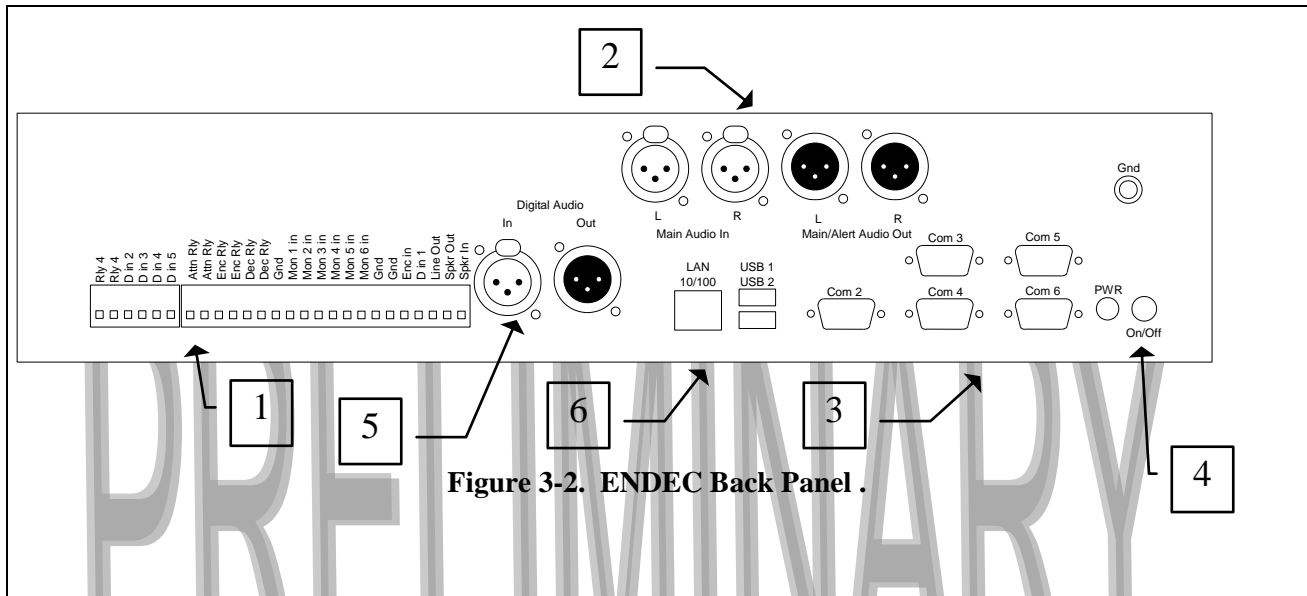 2
Gnd
Digital Audio
In
Out
L
R
L
R
Main Audio In
Main/Alert Audio Out
Rly 4
Rly 4
D in 2
D in 3
D in 4
D in 5
Attn Rly
Attn Rly
Enc Rly
Enc Rly
Dec Rly
Dec Rly
Gnd
Mon 1 in
Mon 2 in
Mon 3 in
Mon 4 in
Mon 5 in
Mon 6 in
Gnd
Gnd
Enc in
D in 1
Line Out
Spkr Out
Spkr In
LAN
10/100
USB 1
USB 2
Com 3
Com 5
Com 2
Com 4
Com 6
PWR
On/Off
1
5
6
3
4
Figure 3-2. ENDEC Back Panel .
PRELIMINARY